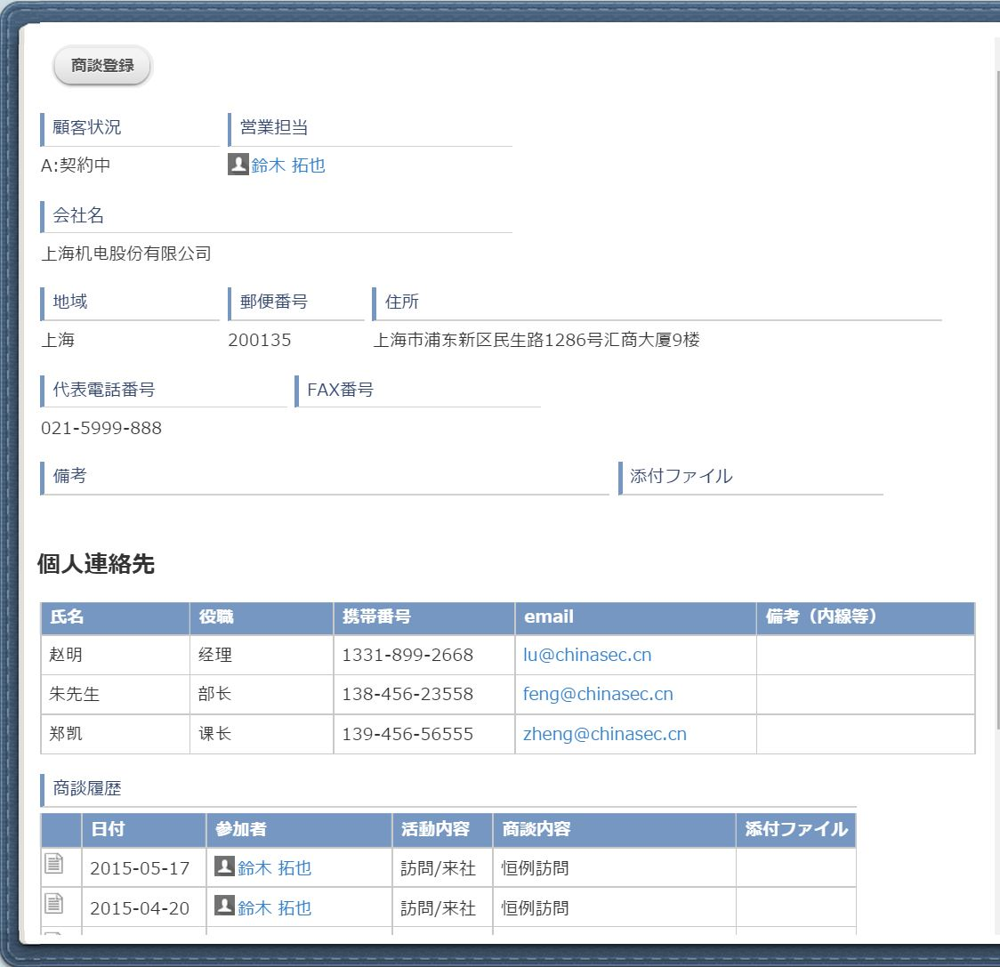 商談登録
顧客状況 営業担当
A:契約中 鈴木 拓也
会社名
上海机电股份有限公司
地域 郵便番号 住所
上海 200135 上海市浦东新区民生路1286号汇商大厦9楼
代表電話番号 FAX番号
021-5999-888
備考 添付ファイル
個人連絡先
氏名 役職 携帯番号 email 備考（内線等）
赵明 经理 1331-899-2668 lu@chinasec.cn
朱先生 部长 138-456-23558 feng@chinasec.cn
郑凯 课长 139-456-56555 zheng@chinasec.cn
商談履歴
日付 参加者 活動内容 商談内容 添付ファイル
2015-05-17 鈴木 拓也 訪問/来社 恒例訪問
2015-04-20 鈴木 拓也 訪問/来社 恒例訪問